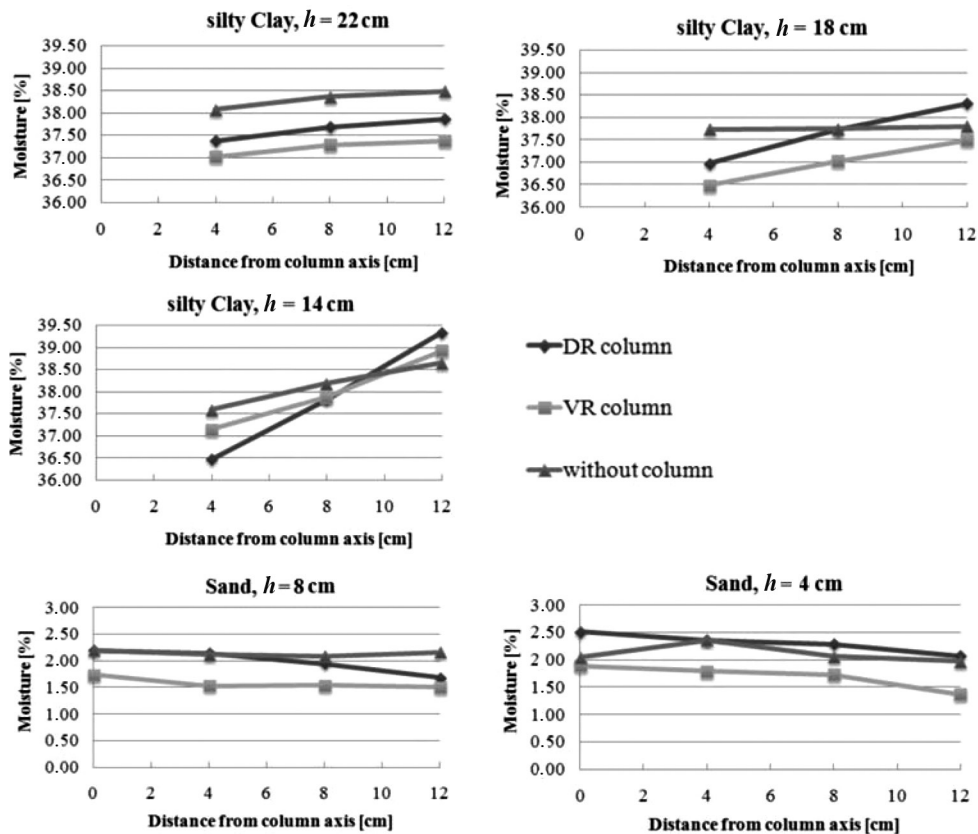 silty Clay, h = 22 cm
Moisture [%]
39.50
39.00
38.50
38.00
37.50
37.00
36.50
36.00
0 2 4 6 8 10 12
Distance from column axis [cm]
silty Clay, h = 18 cm
Moisture [%]
39.50
39.00
38.50
38.00
37.50
37.00
36.50
36.00
0 2 4 6 8 10 12
Distance from column axis [cm]
silty Clay, h = 14 cm
Moisture [%]
39.50
39.00
38.50
38.00
37.50
37.00
36.50
36.00
0 2 4 6 8 10 12
Distance from column axis [cm]
DR column
VR column
without column
Sand, h = 8 cm
Moisture [%]
3.00
2.50
2.00
1.50
1.00
0.50
0.00
0 2 4 6 8 10 12
Distance from column axis [cm]
Sand, h = 4 cm
Moisture [%]
3.00
2.50
2.00
1.50
1.00
0.50
0.00
0 2 4 6 8 10 12
Distance from column axis [cm]